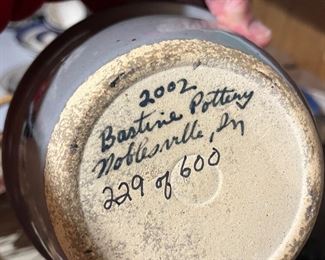 2002
Bastine Pottery
Noblesville, In
229 of 600